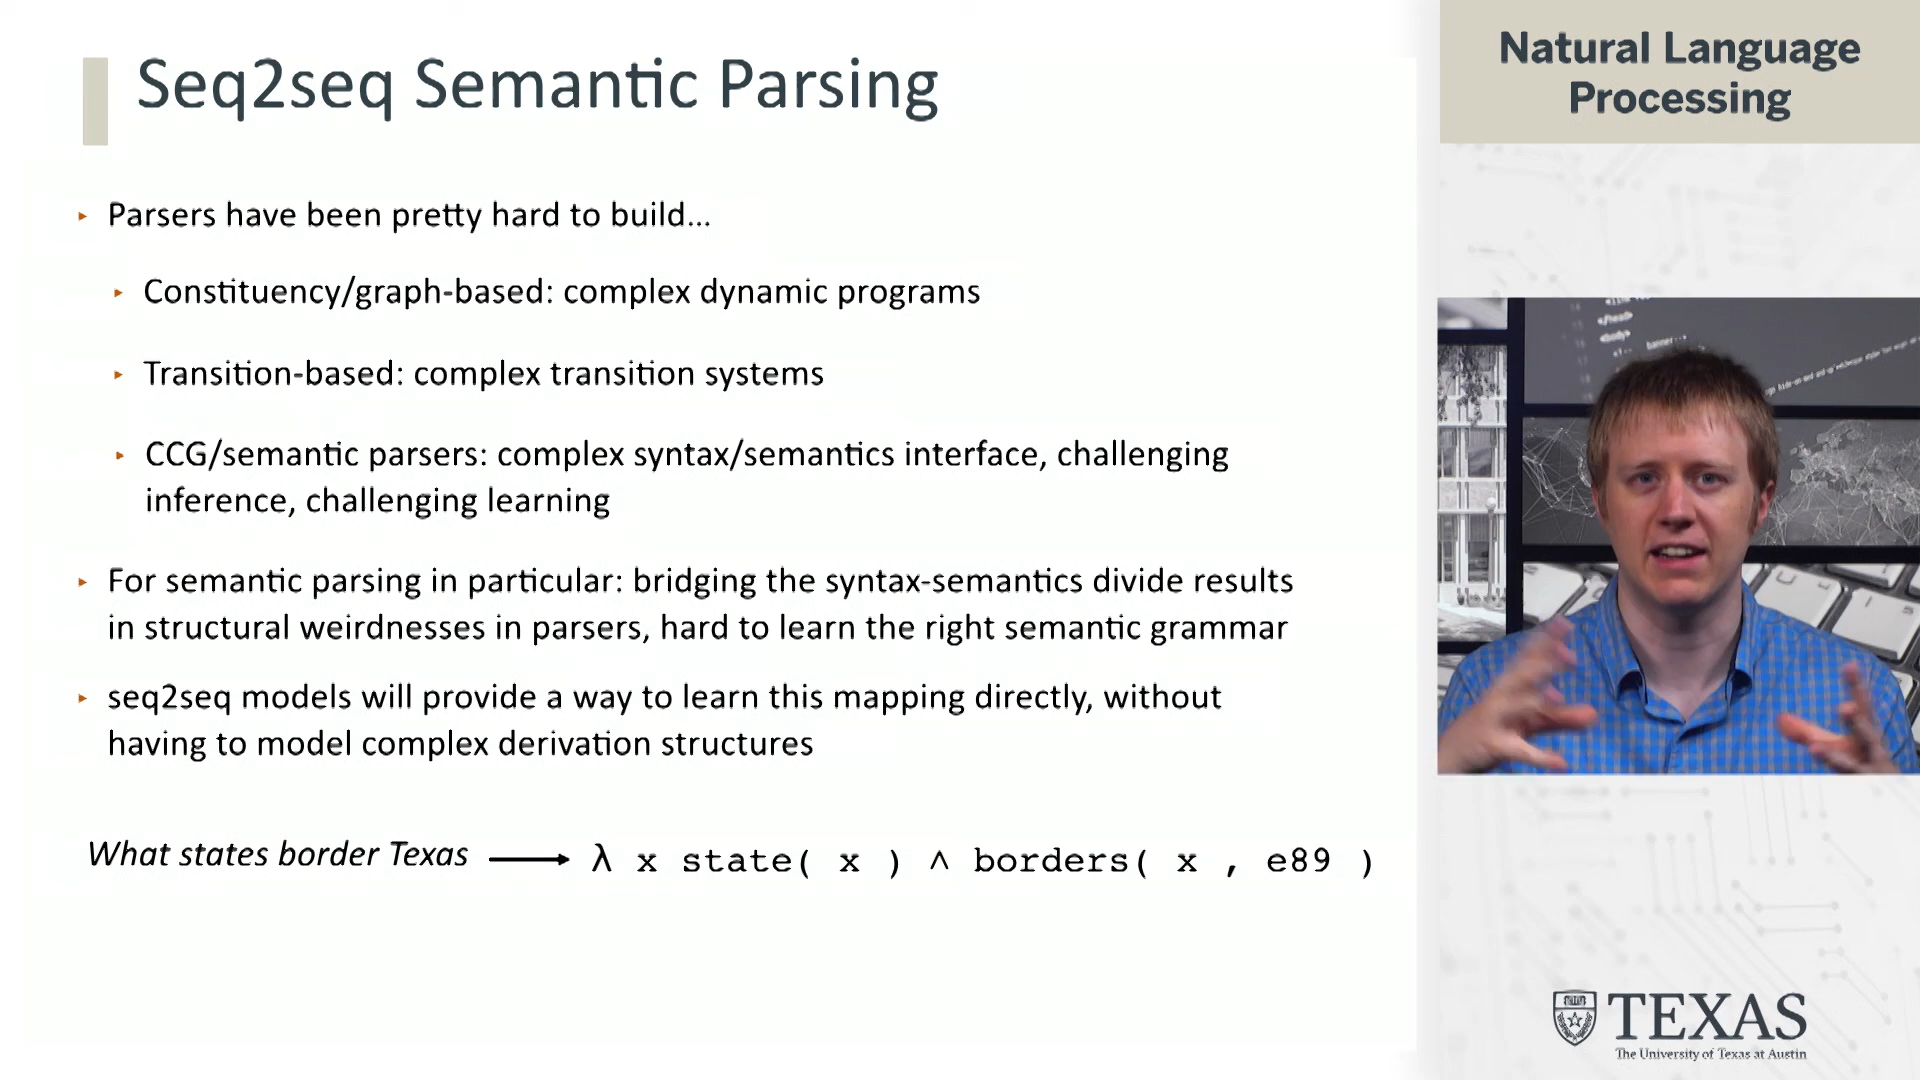 Seq2seq Semantic Parsing
Natural Language
Processing
‣ Parsers have been pretty hard to build...
‣ Constituency/graph-based: complex dynamic programs
‣ Transition-based: complex transition systems
‣ CCG/semantic parsers: complex syntax/semantics interface, challenging
inference, challenging learning
‣ For semantic parsing in particular: bridging the syntax-semantics divide results
in structural weirdnesses in parsers, hard to learn the right semantic grammar
‣ seq2seq models will provide a way to learn this mapping directly, without
having to model complex derivation structures
What states border Texas ⟶ λ x state( x ) ∧ borders( x , e89 )
TEXAS
The University of Texas at Austin